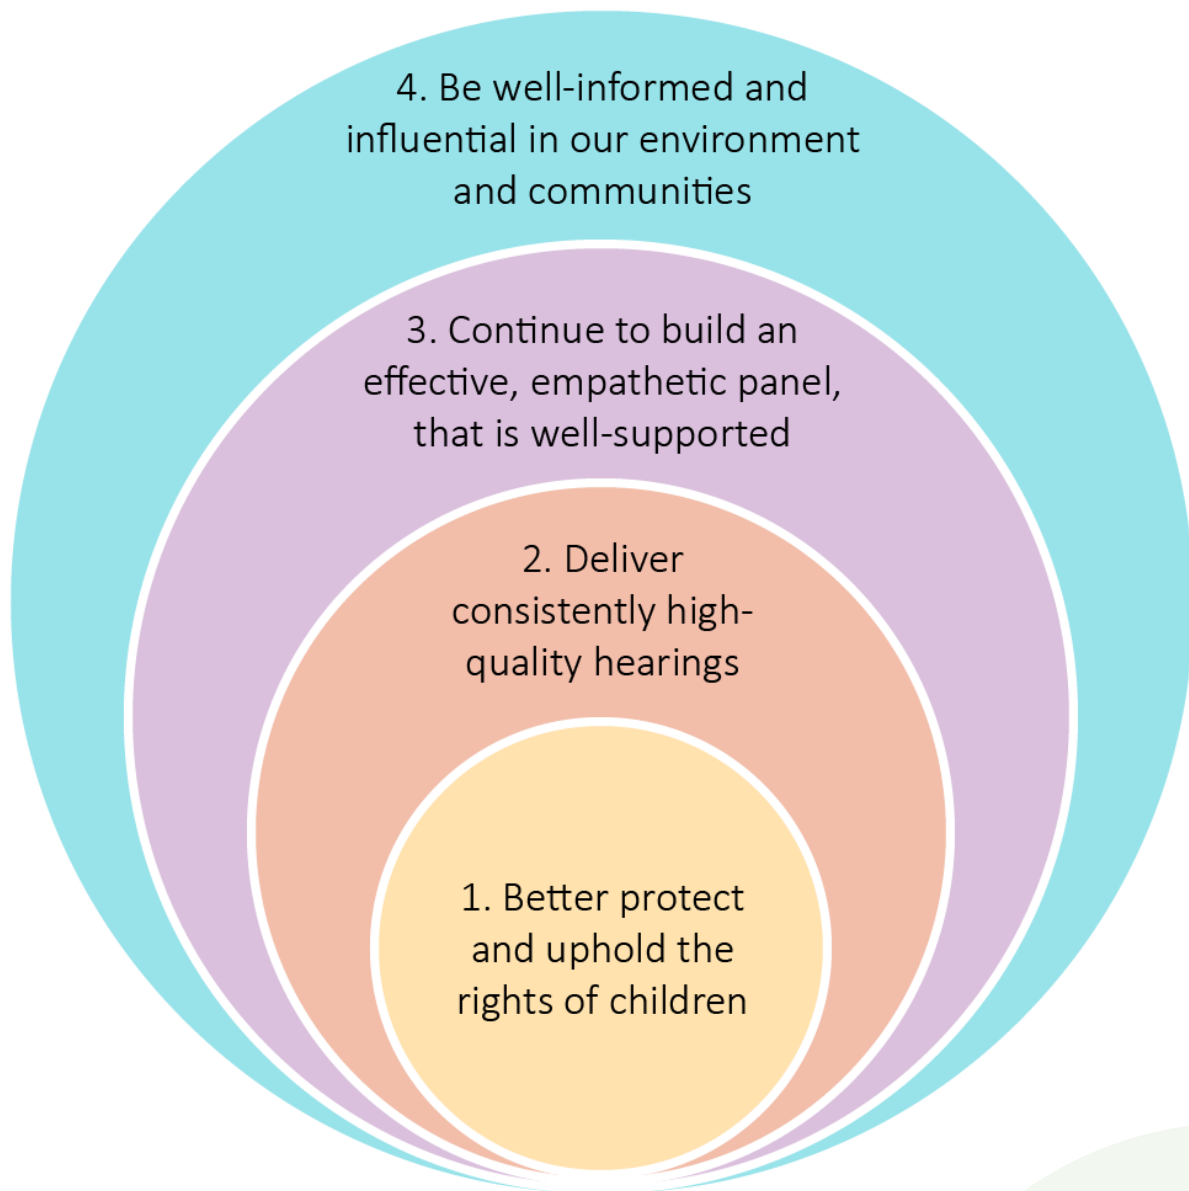 4. Be well-informed and
influential in our environment
and communities
3. Continue to build an
effective, empathetic panel,
that is well-supported
2. Deliver
consistently high-
quality hearings
1. Better protect
and uphold the
rights of children